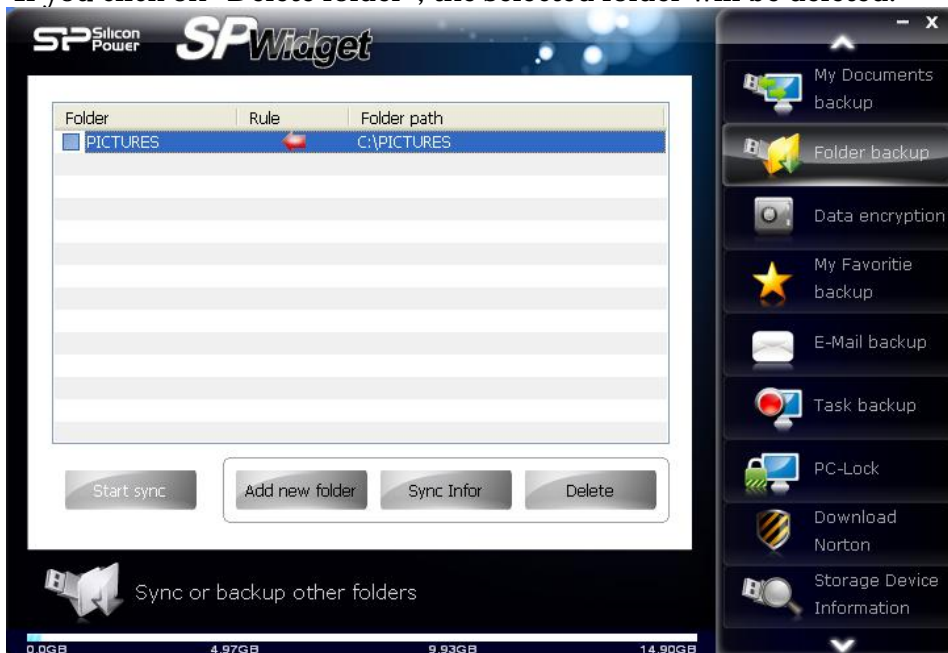 If you click on "Delete folder", the selected folder will be deleted.
SP Silicon Power
SPWidget
Folder Rule Folder path
PICTURES C:\PICTURES
Start sync Add new folder Sync Infor Delete
Sync or backup other folders
0.0GB 4.97GB 9.93GB 14.90GB
– x
My Documents
backup
Folder backup
Data encryption
My Favoritie
backup
E-Mail backup
Task backup
PC-Lock
Download
Norton
Storage Device
Information